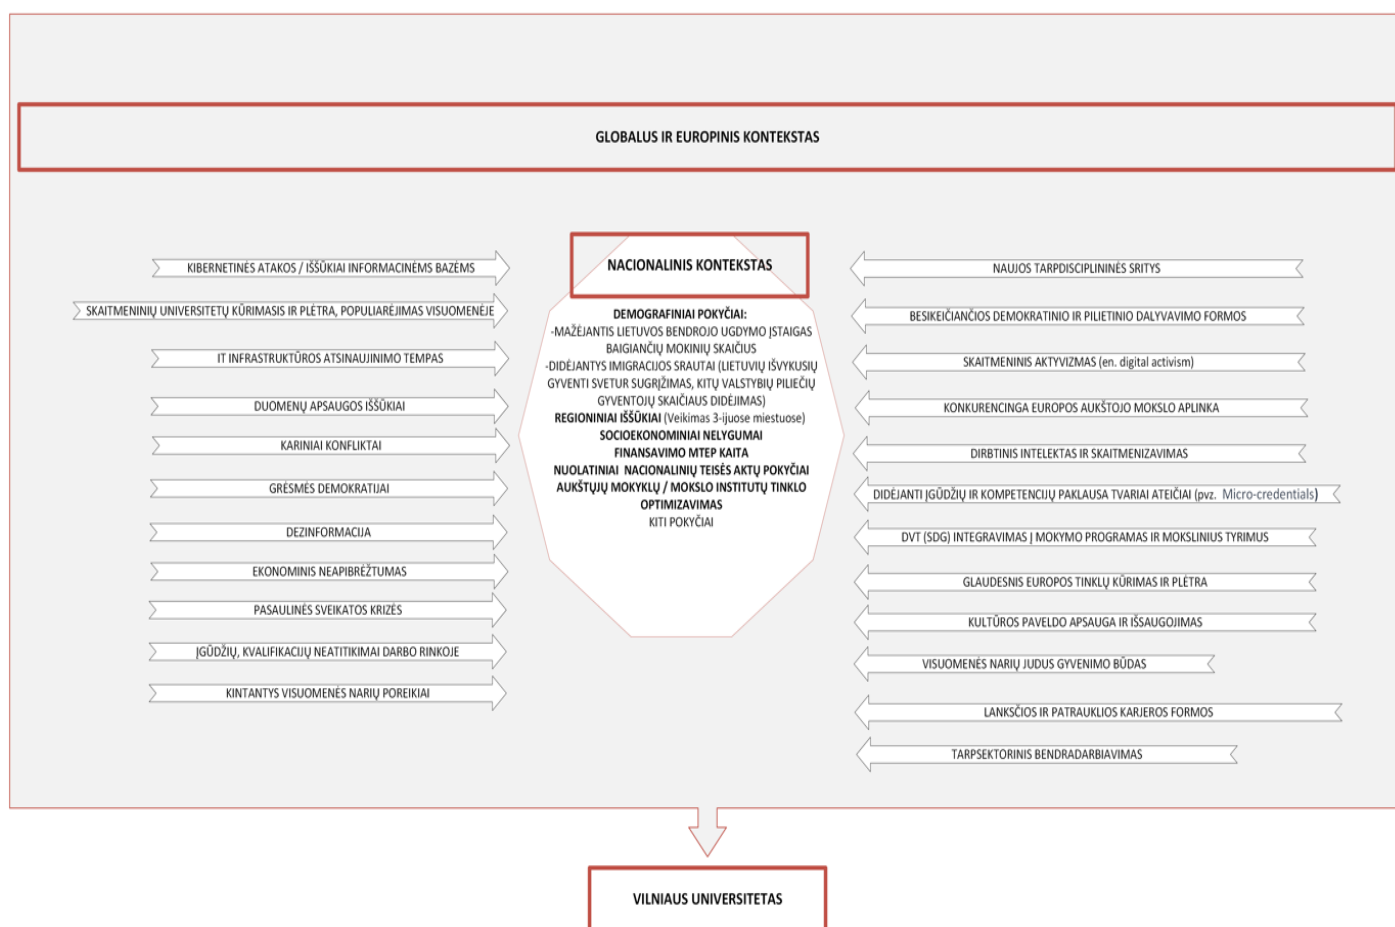 GLOBALUS IR EUROPINIS KONTEKSTAS
KIBERNETINĖS ATAKOS / IŠŠŪKIAI INFORMACINĖMS BAZĖMS
SKAITMENINIŲ UNIVERSITETŲ KŪRIMASIS IR PLĖTRA, POPULIARĖJIMAS VISUOMENĖJE
IT INFRASTRUKTŪROS ATSINAUJINIMO TEMPAS
DUOMENŲ APSAUGOS IŠŠŪKIAI
KARINIAI KONFLIKTAI
GRĖSMĖS DEMOKRATIJAI
DEZINFORMACIJA
EKONOMINIS NEAPIBRĖŽTUMAS
PASAULINĖS SVEIKATOS KRIZĖS
ĮGŪDŽIŲ, KVALIFIKACIJŲ NEATITIKIMAI DARBO RINKOJE
KINTANTYS VISUOMENĖS NARIŲ POREIKIAI
NACIONALINIS KONTEKSTAS
DEMOGRAFINIAI POKYČIAI:
-MAŽĖJANTIS LIETUVOS BENDROJO UGDYMO ĮSTAIGAS
BAIGIANČIŲ MOKINIŲ SKAIČIUS
-DIDĖJANTYS IMIGRACIJOS SRAUTAI (LIETUVIŲ IŠVYKUSIŲ
GYVENTI SVETUR SUGRĮŽIMAS, KITŲ VALSTYBIŲ PILIEČIŲ
GYVENTOJŲ SKAIČIAUS DIDĖJIMAS)
REGIONINIAI IŠŠŪKIAI (Veikimas 3-ijuose miestuose)
SOCIOEKONOMINIAI NELYGUMAI
FINANSAVIMO MTEP KAITA
NUOLATINIAI NACIONALINIŲ TEISĖS AKTŲ POKYČIAI
AUKŠTŲJŲ MOKYKLŲ / MOKSLO INSTITUTŲ TINKLO
OPTIMIZAVIMAS
KITI POKYČIAI
NAUJOS TARPDISCIPLININĖS SRITYS
BESIKEIČIANČIOS DEMOKRATINIO IR PILIETINIO DALYVAVIMO FORMOS
SKAITMENINIS AKTYVIZMAS (en. digital activism)
KONKURENCINGA EUROPOS AUKŠTOJO MOKSLO APLINKA
DIRBTINIS INTELEKTAS IR SKAITMENIZAVIMAS
DIDĖJANTI ĮGŪDŽIŲ IR KOMPETENCIJŲ PAKLAUSA TVARIAI ATEIČIAI (pvz. Micro-credentials)
DVT (SDG) INTEGRAVIMAS Į MOKYMO PROGRAMAS IR MOKSLINIUS TYRIMUS
GLAUDESNIS EUROPOS TINKLŲ KŪRIMAS IR PLĖTRA
KULTŪROS PAVELDO APSAUGA IR IŠSAUGOJIMAS
VISUOMENĖS NARIŲ JUDUS GYVENIMO BŪDAS
LANKSČIOS IR PATRAUKLIOS KARJEROS FORMOS
TARPSEKTORINIS BENDRADARBIAVIMAS
VILNIAUS UNIVERSITETAS